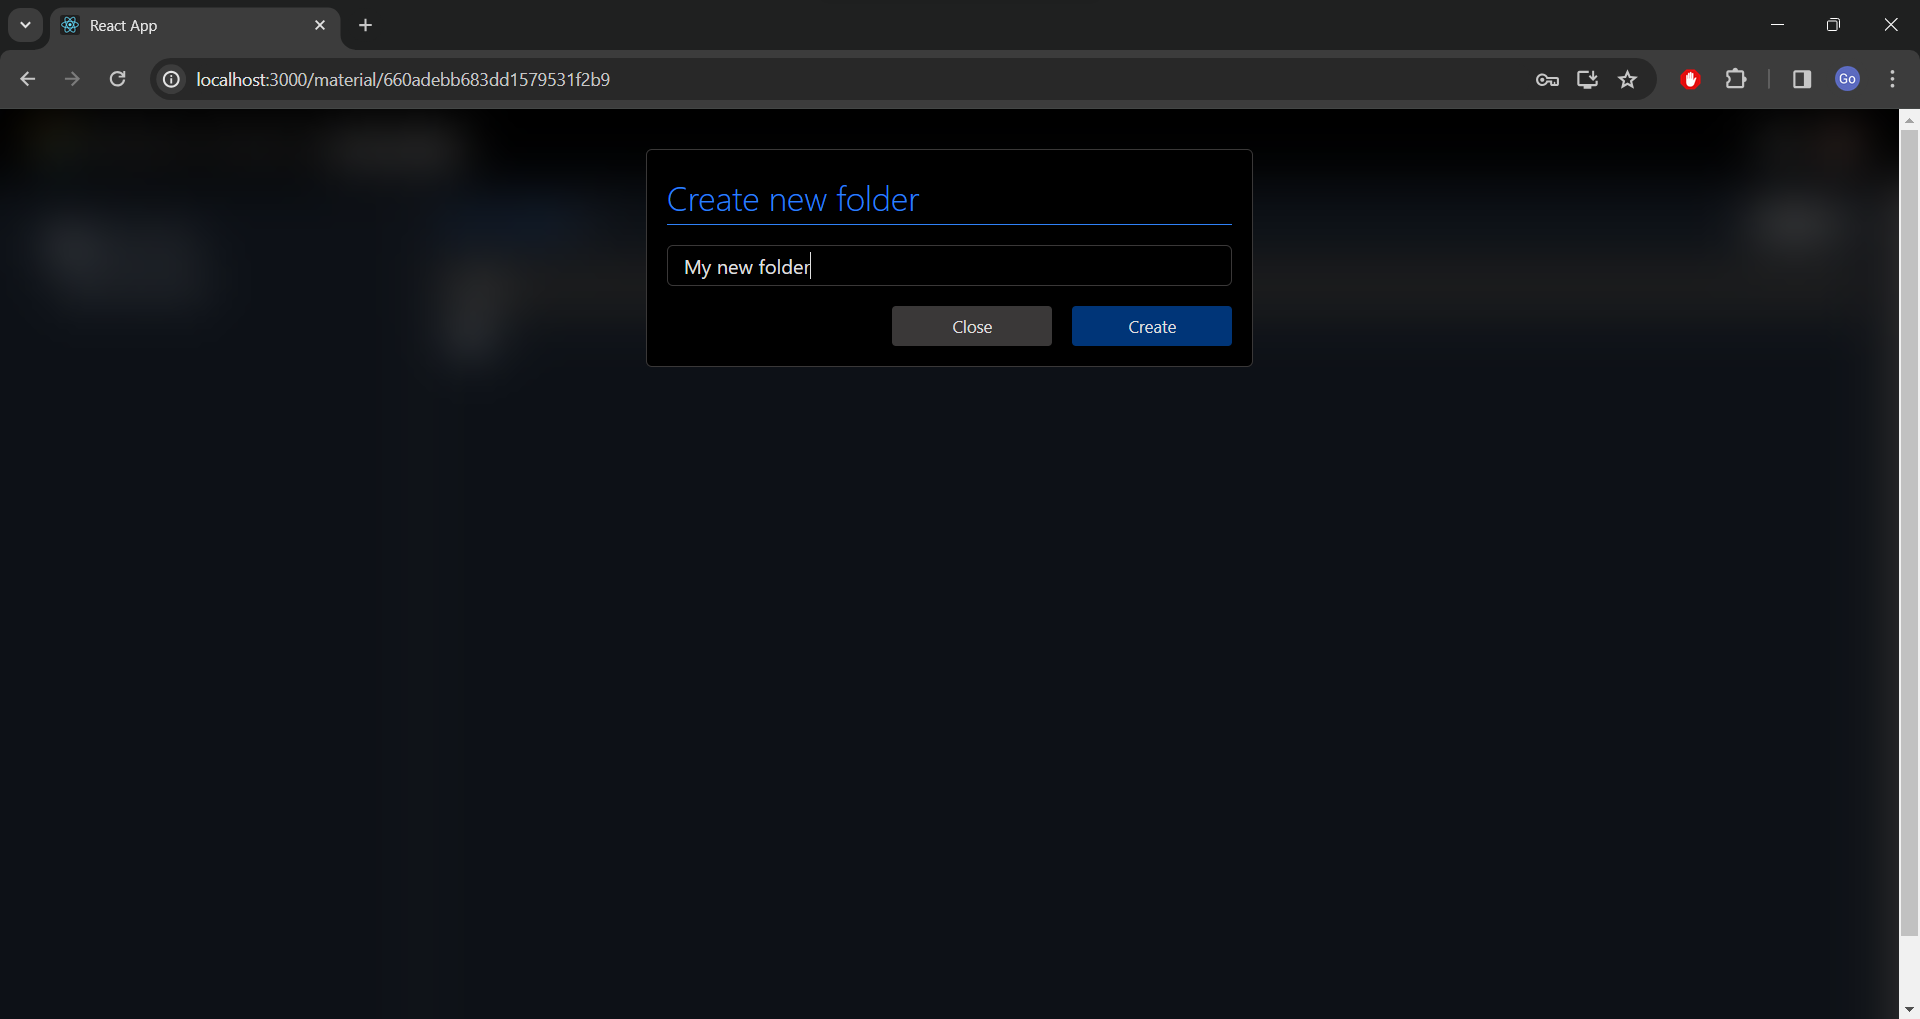 React App
localhost:3000/material/660adebb683dd1579531f2b9
Go
Create new folder
My new folder
Close
Create